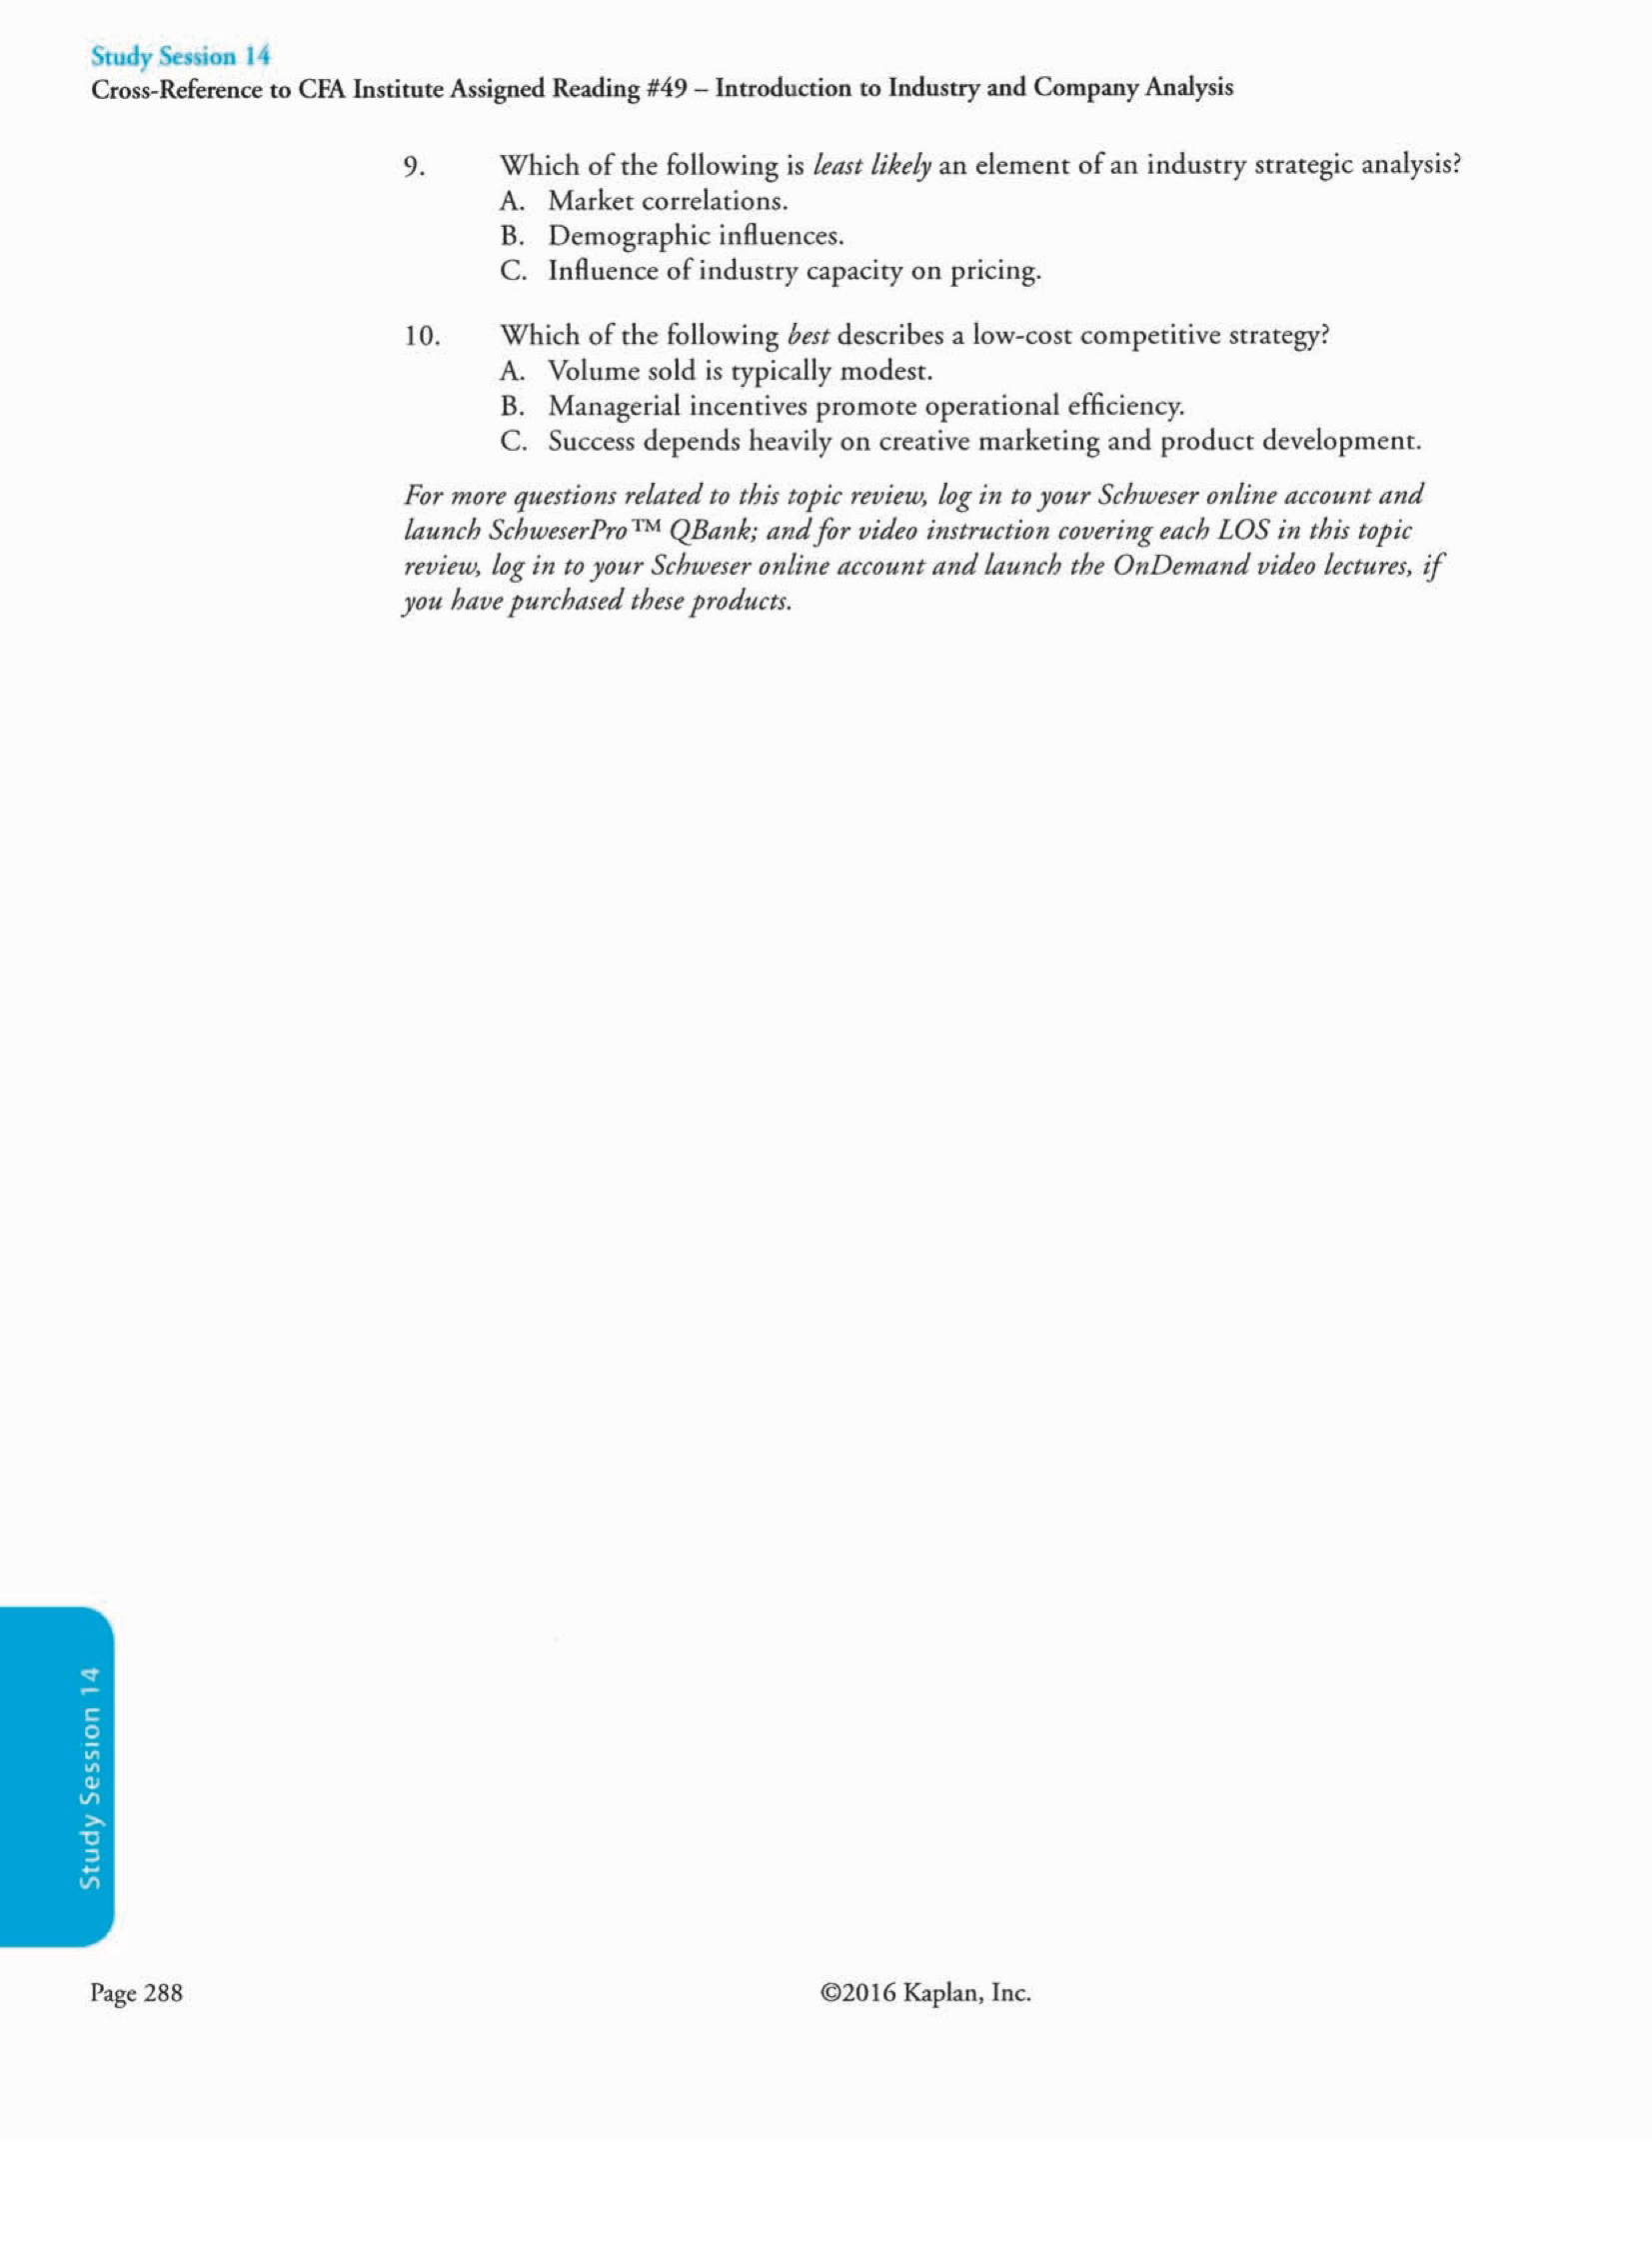 Study Session 14
Cross-Reference to CFA Institute Assigned Reading #49 – Introduction to Industry and Company Analysis
9. Which of the following is least likely an element of an industry strategic analysis?
A. Market correlations.
B. Demographic influences.
C. Influence of industry capacity on pricing.
10. Which of the following best describes a low-cost competitive strategy?
A. Volume sold is typically modest.
B. Managerial incentives promote operational efficiency.
C. Success depends heavily on creative marketing and product development.
For more questions related to this topic review, log in to your Schweser online account and
launch SchweserPro™ QBank; and for video instruction covering each LOS in this topic
review, log in to your Schweser online account and launch the OnDemand video lectures, if
you have purchased these products.
Study Session 14
Page 288
©2016 Kaplan, Inc.